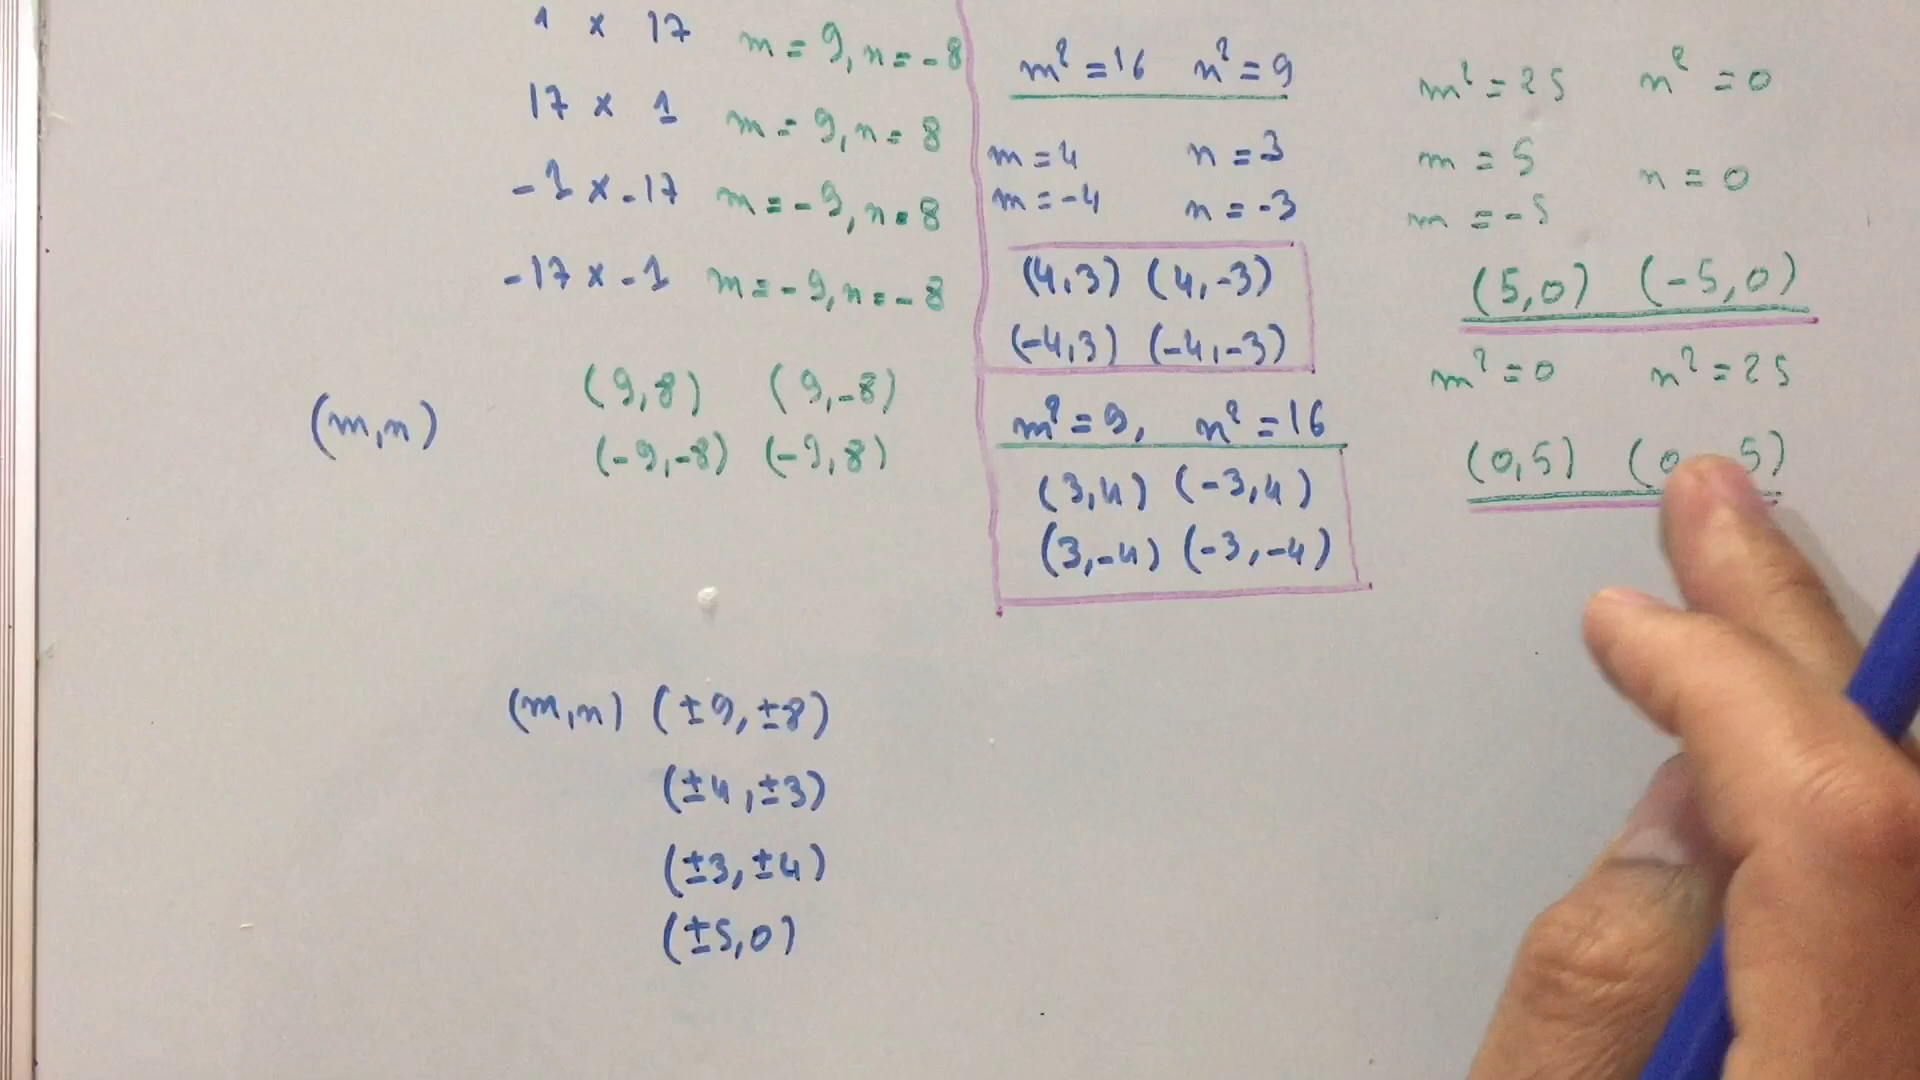 1 x 17 m = 9, n = -8
17 x 1 m = 9, n = 8
-1 x -17 m = -9, n = 8
-17 x -1 m = -9, n = -8
(m,n)
(9,8) (9,-8)
(-9,-8) (-9,8)
m² = 16 n² = 9
m = 4 n = 3
m = -4 n = -3
(4,3) (4,-3)
(-4,3) (-4,-3)
m² = 9, n² = 16
(3,4) (-3,4)
(3,-4) (-3,-4)
m² = 25 n² = 0
m = 5
n = 0
m = -5
(5,0) (-5,0)
m² = 0 n² = 25
(0,5) (0 5)
(m,n) (±9, ±8)
(±4, ±3)
(±3, ±4)
(±5,0)